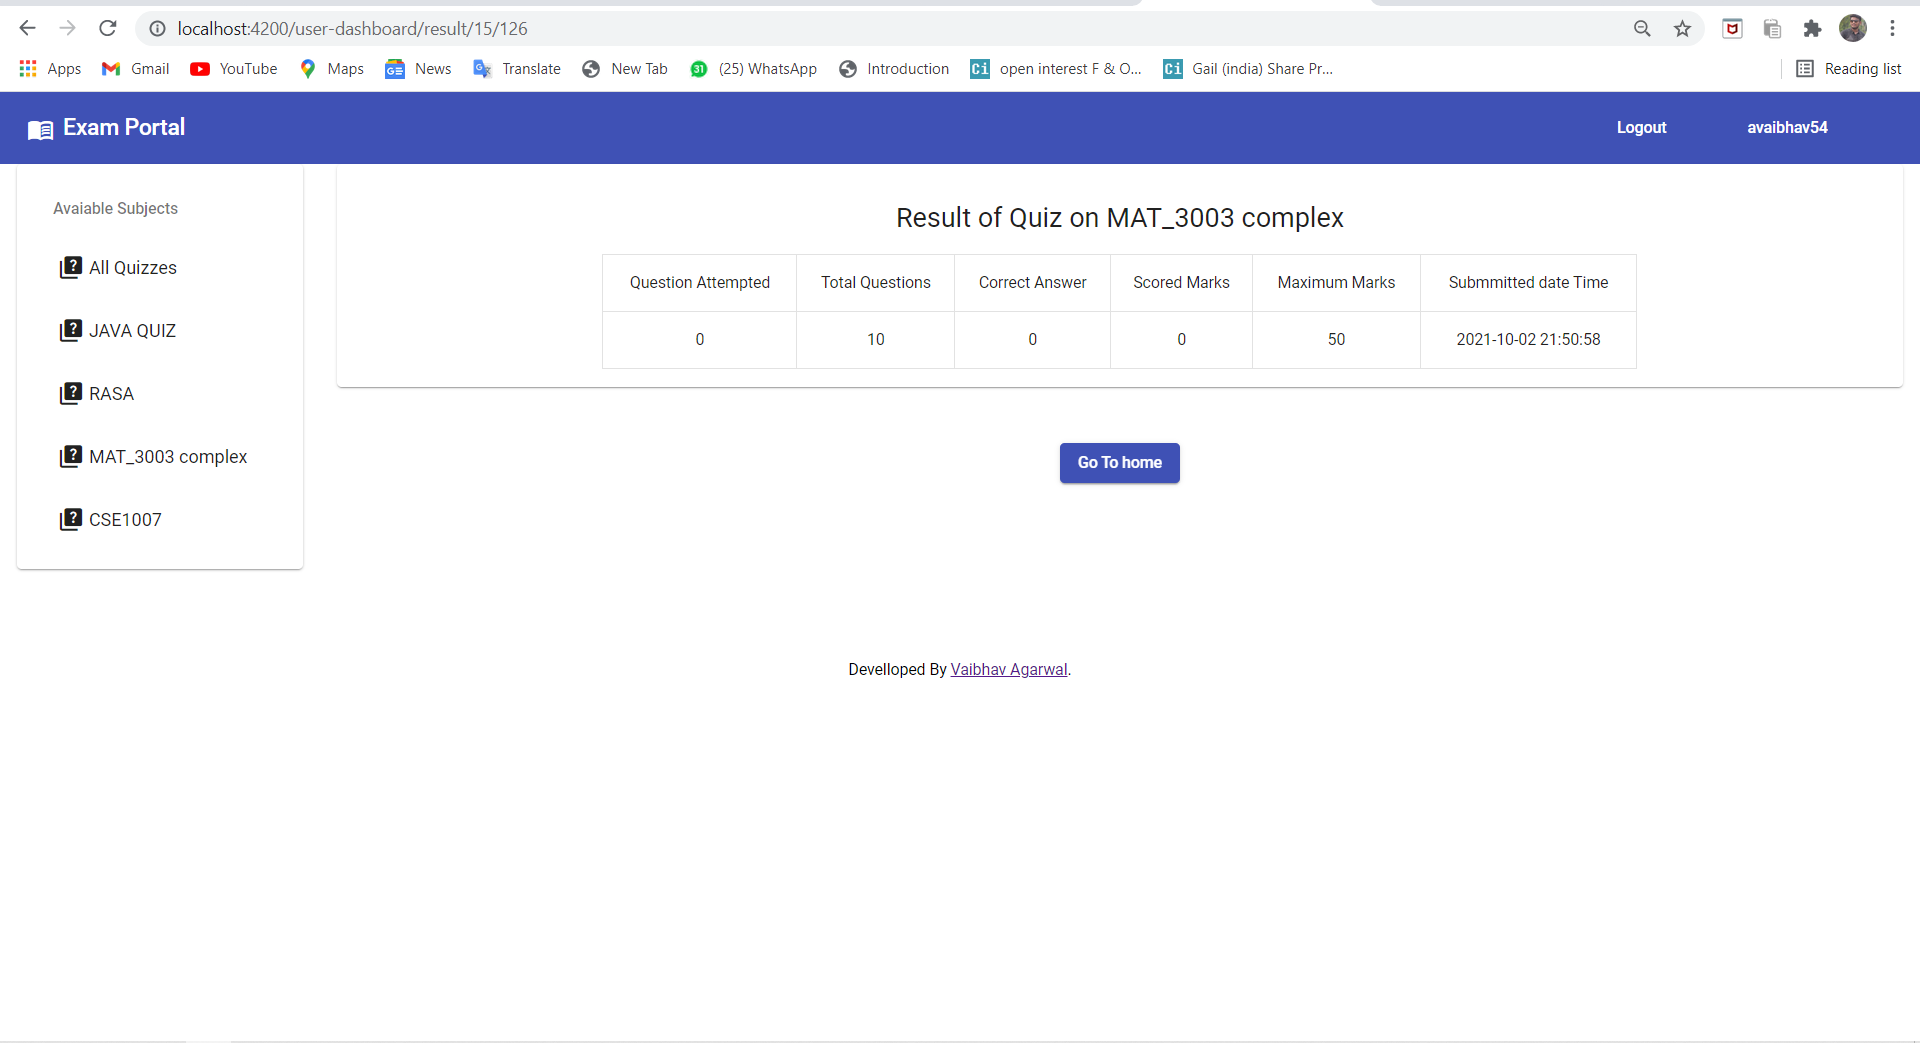 localhost:4200/user-dashboard/result/15/126
Apps Gmail YouTube Maps News Translate New Tab 31 (25) WhatsApp Introduction Ci open interest F & O... Ci Gail (india) Share Pr... Reading list
Exam Portal Logout avaibhav54
Avaiable Subjects
All Quizzes
JAVA QUIZ
RASA
MAT_3003 complex
CSE1007
Result of Quiz on MAT_3003 complex
Question Attempted Total Questions Correct Answer Scored Marks Maximum Marks Submmitted date Time
0 10 0 0 50 2021-10-02 21:50:58
Go To home
Develloped By Vaibhav Agarwal.